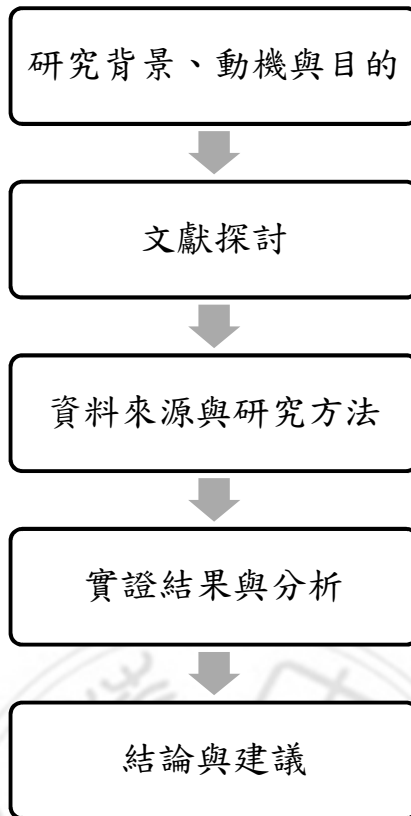 研究背景、動機與目的
文獻探討
資料來源與研究方法
實證結果與分析
結論與建議